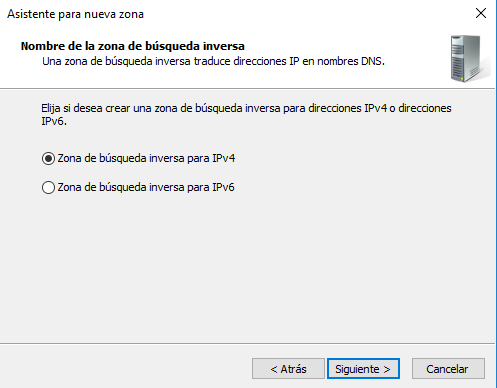 Asistente para nueva zona
Nombre de la zona de búsqueda inversa
Una zona de búsqueda inversa traduce direcciones IP en nombres DNS.
Elija si desea crear una zona de búsqueda inversa para direcciones IPv4 o direcciones
IPv6.
Zona de búsqueda inversa para IPv4
Zona de búsqueda inversa para IPv6
< Atrás
Siguiente >
Cancelar